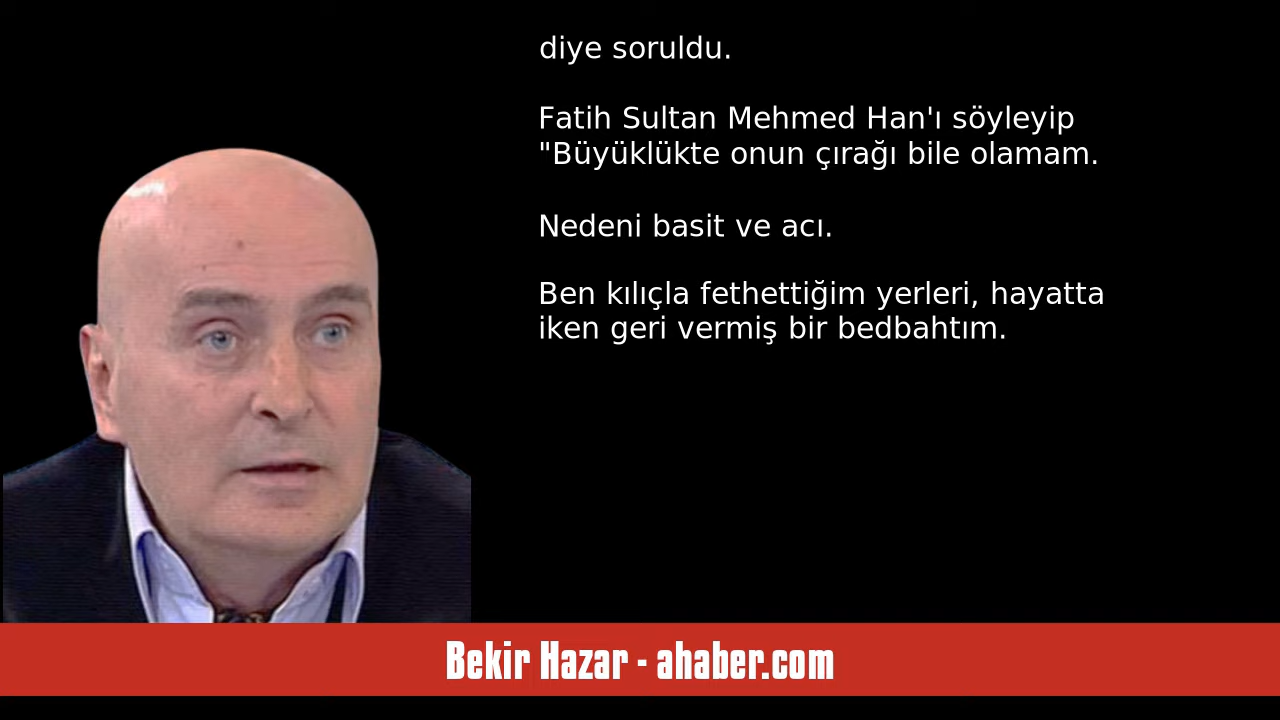 diye soruldu.
Fatih Sultan Mehmed Han'ı söyleyip
"Büyüklükte onun çırağı bile olamam.
Nedeni basit ve acı.
Ben kılıçla fethettiğim yerleri, hayatta
iken geri vermiş bir bedbahtım.
Bekir Hazar - ahaber.com